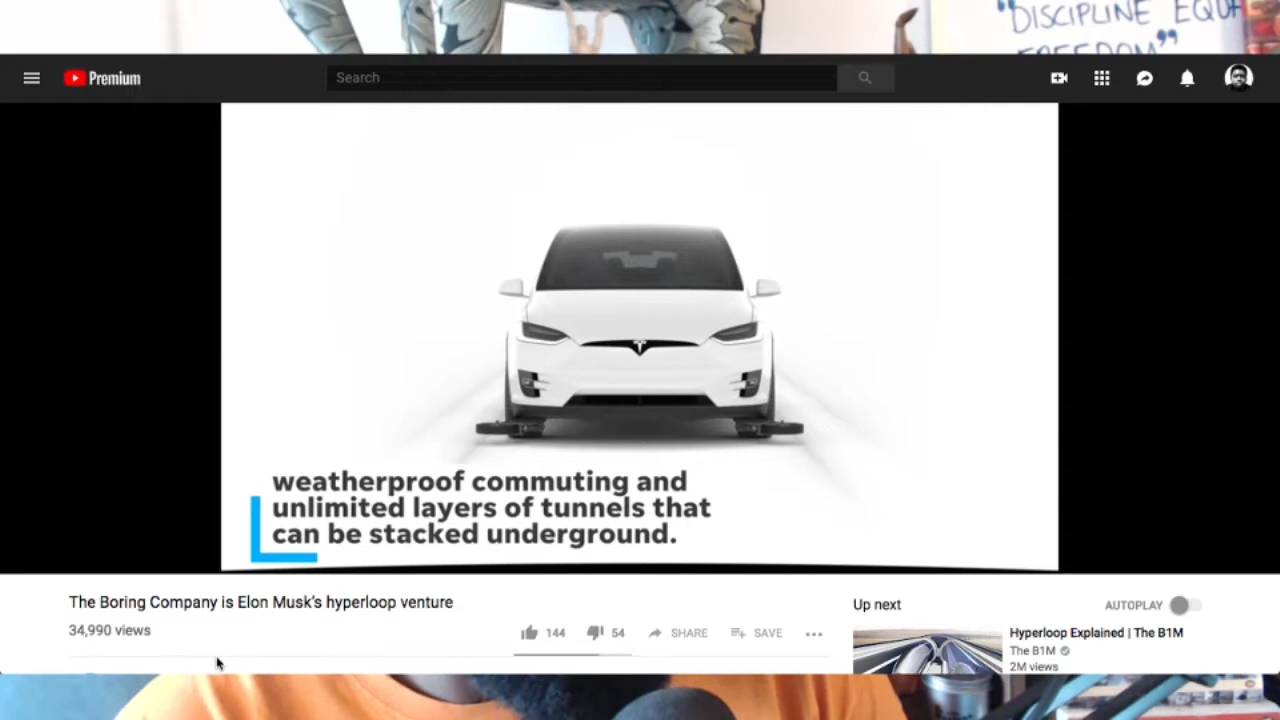 "DISCIPLINE EQUA
FREEDOM"
Premium
Search
weatherproof commuting and
unlimited layers of tunnels that
can be stacked underground.
The Boring Company is Elon Musk's hyperloop venture
34,990 views
144
54
SHARE
SAVE
Up next
AUTOPLAY
Hyperloop Explained | The B1M
The B1M
2M views